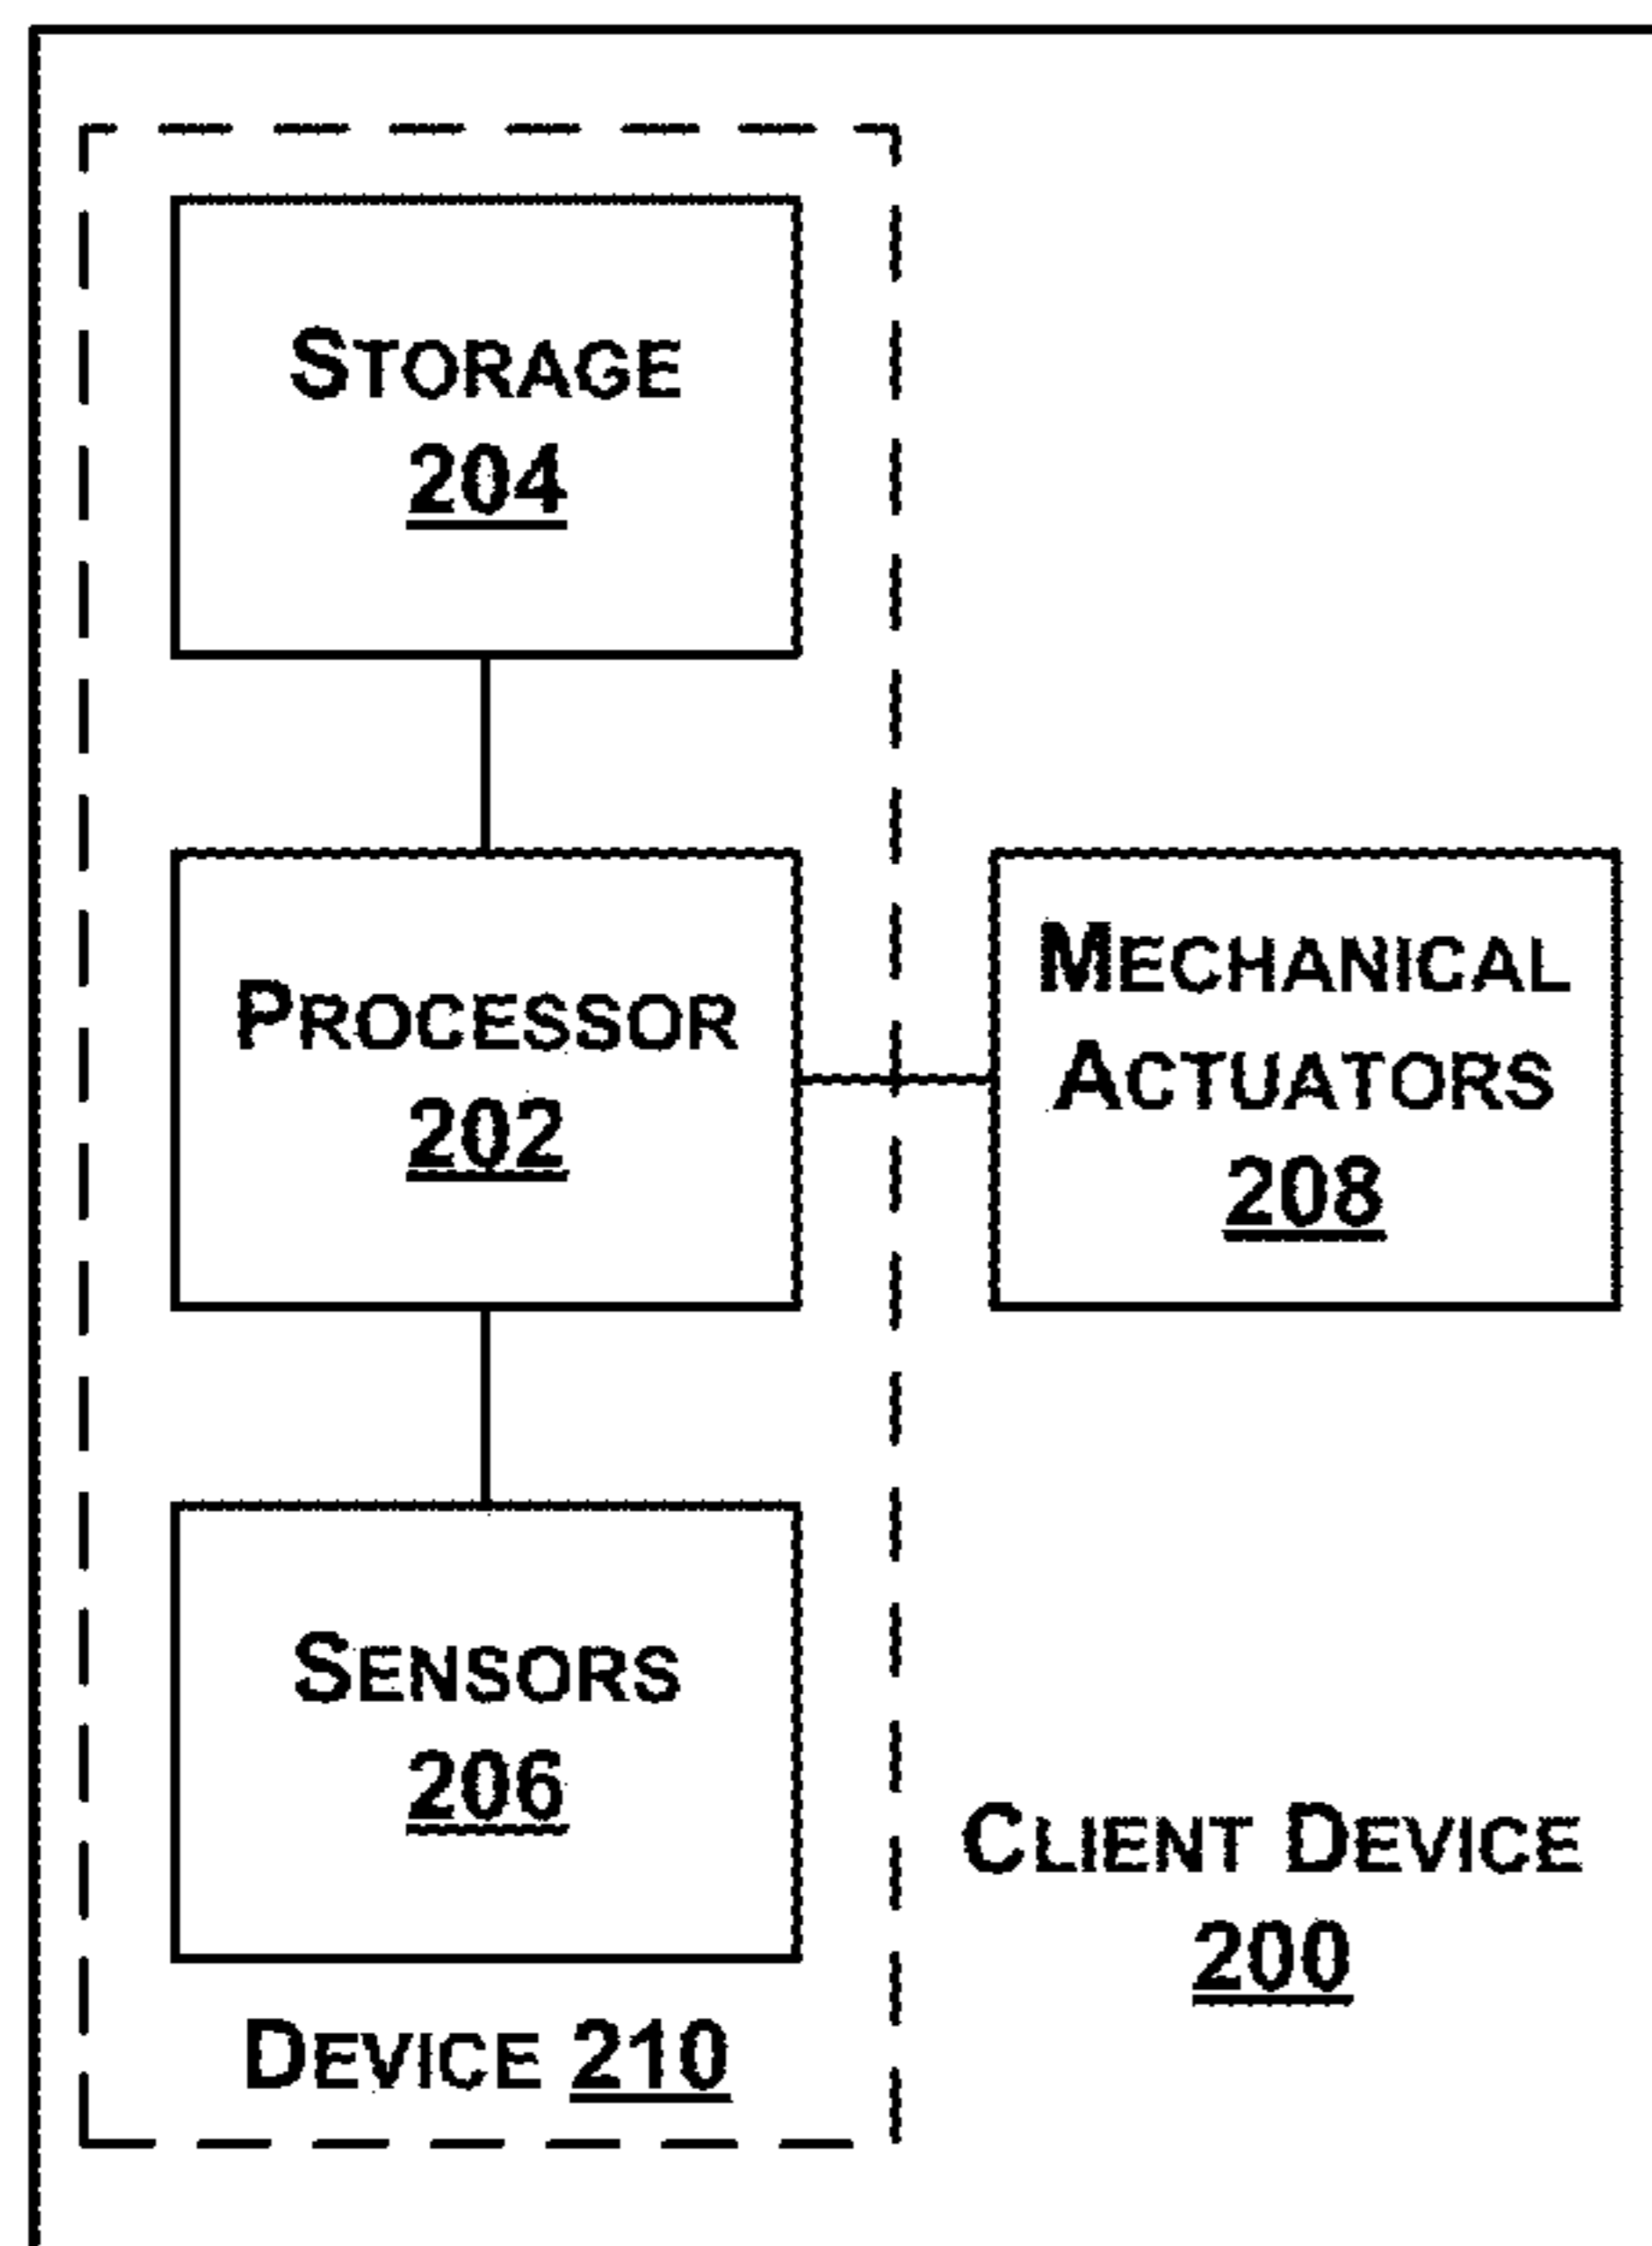 STORAGE
204
PROCESSOR
202
MECHANICAL
ACTUATORS
208
SENSORS
206
CLIENT DEVICE
200
DEVICE 210